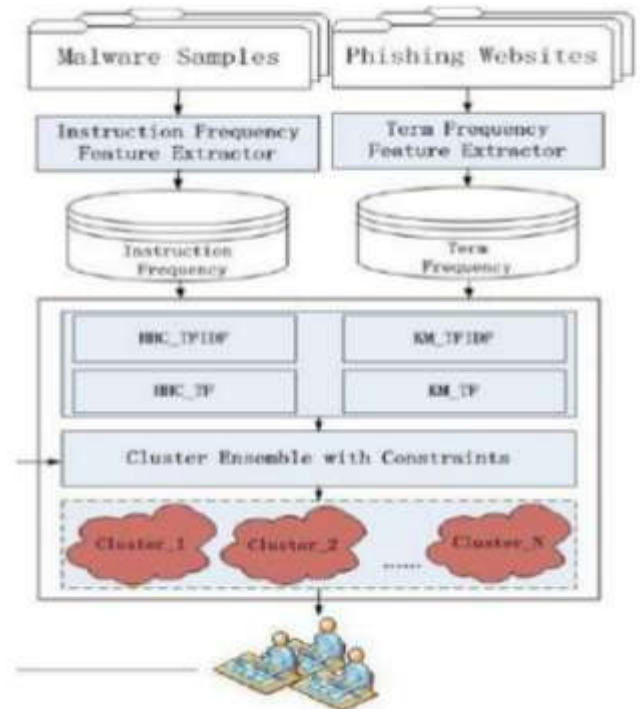 Malware Samples
Phishing Websites
Instruction Frequency
Feature Extractor
Term Frequency
Feature Extractor
Instruction
Frequency
Term
Frequency
HHC_TFIDF
KM_TFIDF
HHC_TF
KM_TF
Cluster Ensemble with Constraints
Cluster_1
Cluster_2
......
Cluster_N